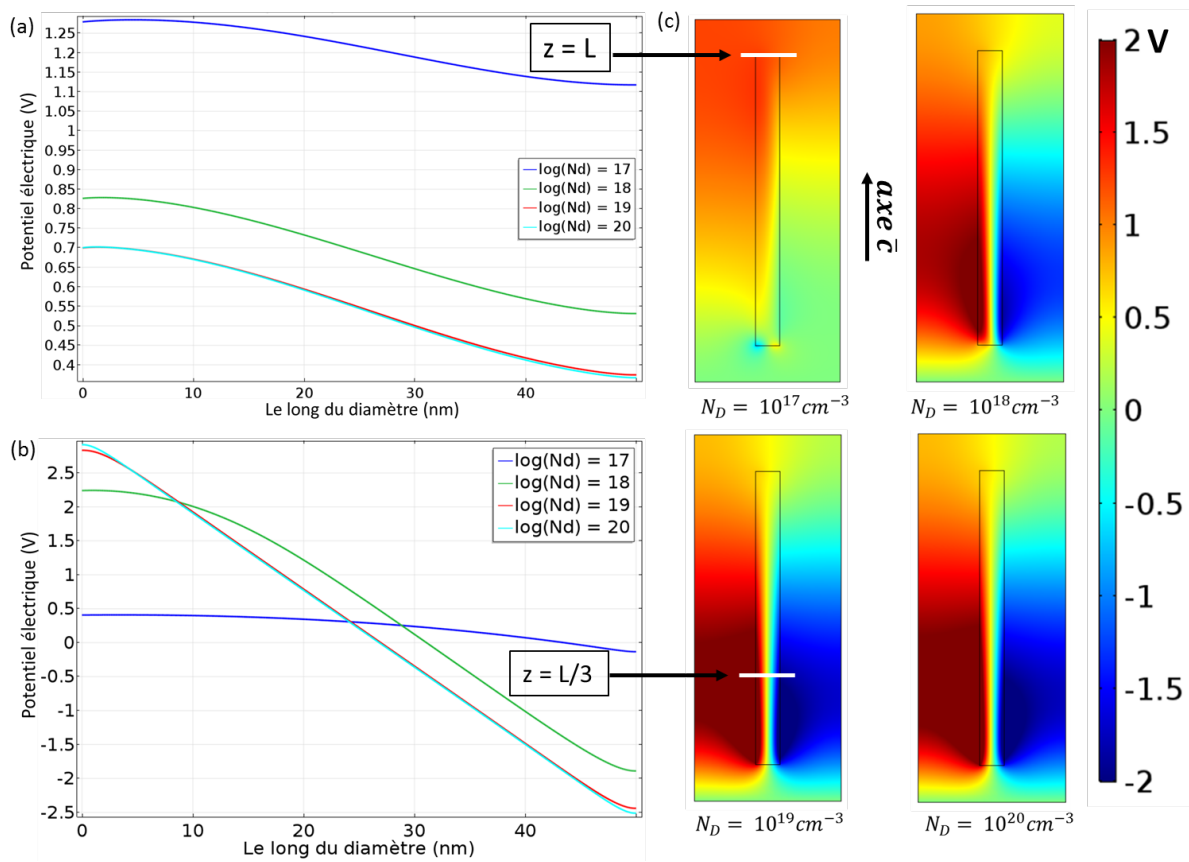 (a)
Potentiel électrique (V)
1.25
1.2
1.15
1.1
1.05
1
0.95
0.9
0.85
0.8
0.75
0.7
0.65
0.6
0.55
0.5
0.45
0.4
z = L
log(Nd) = 17
log(Nd) = 18
log(Nd) = 19
log(Nd) = 20
0 10 20 30 40
Le long du diamètre (nm)
(b)
Potentiel électrique (V)
2.5
2
1.5
1
0.5
0
-0.5
-1
-1.5
-2
-2.5
log(Nd) = 17
log(Nd) = 18
log(Nd) = 19
log(Nd) = 20
z = L/3
0 10 20 30 40
Le long du diamètre (nm)
(c)
axe c̄
N_D = 10^17 cm^−3
N_D = 10^18 cm^−3
N_D = 10^19 cm^−3
N_D = 10^20 cm^−3
2 V
1.5
1
0.5
0
-0.5
-1
-1.5
-2